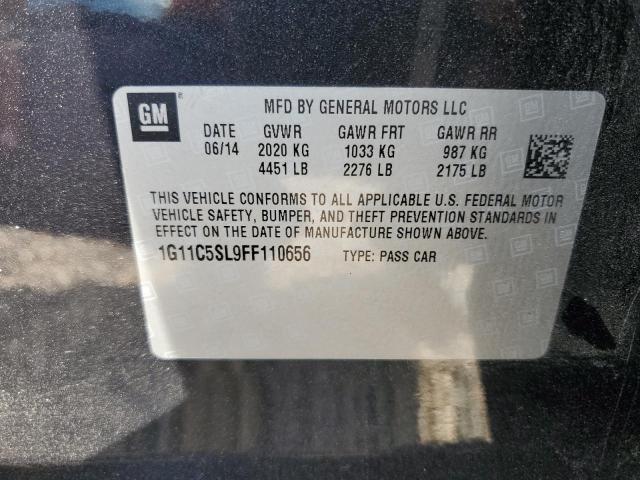 GM
MFD BY GENERAL MOTORS LLC
DATE GVWR GAWR FRT GAWR RR
06/14 2020 KG 1033 KG 987 KG
4451 LB 2276 LB 2175 LB
THIS VEHICLE CONFORMS TO ALL APPLICABLE U.S. FEDERAL MOTOR
VEHICLE SAFETY, BUMPER, AND THEFT PREVENTION STANDARDS IN
EFFECT ON THE DATE OF MANUFACTURE SHOWN ABOVE.
1G11C5SL9FF110656 TYPE: PASS CAR